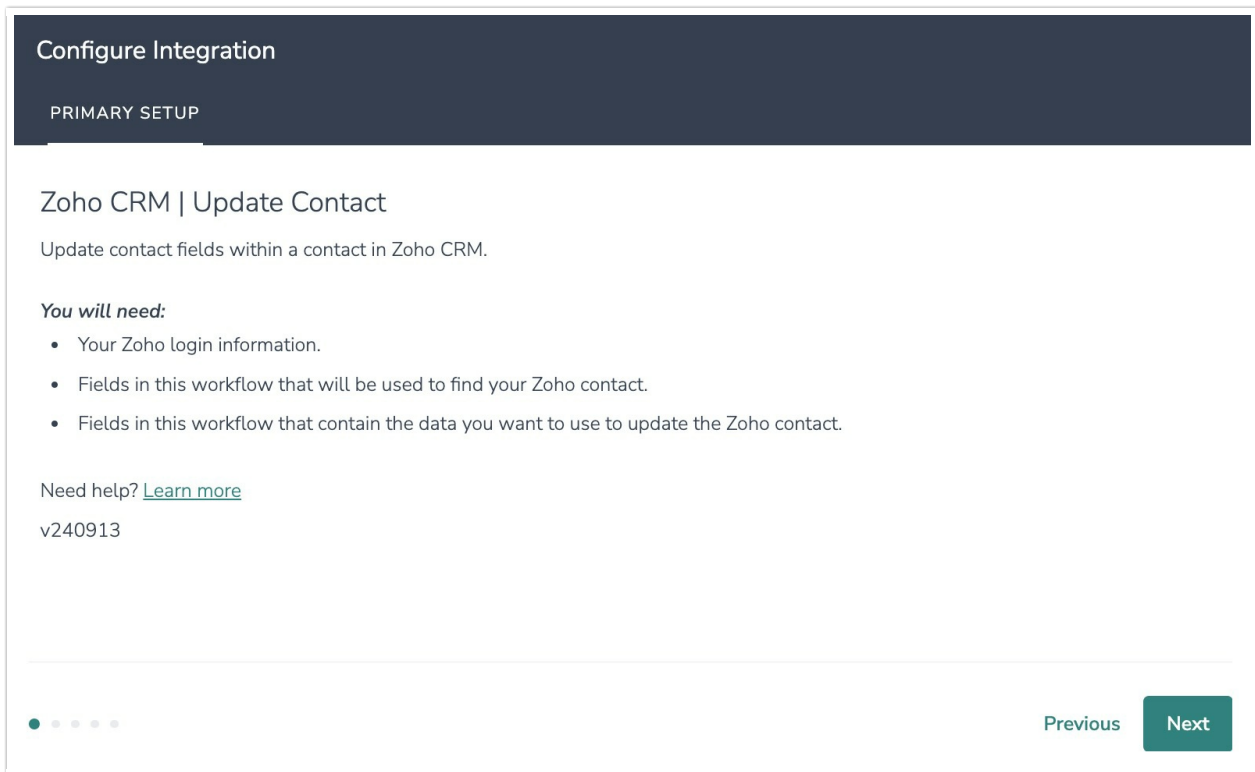 Configure Integration
PRIMARY SETUP
Zoho CRM | Update Contact
Update contact fields within a contact in Zoho CRM.
You will need:
• Your Zoho login information.
• Fields in this workflow that will be used to find your Zoho contact.
• Fields in this workflow that contain the data you want to use to update the Zoho contact.
Need help? Learn more
v240913
Previous Next